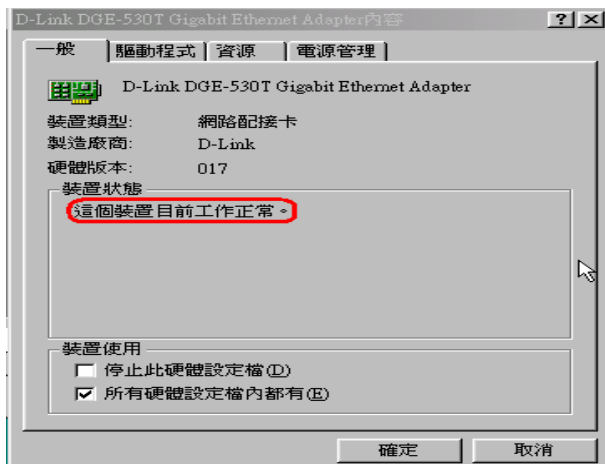 D-Link DGE-530T Gigabit Ethernet Adapter內容
一般
驅動程式
資源
電源管理
D-Link DGE-530T Gigabit Ethernet Adapter
裝置類型: 網路配接卡
製造廠商: D-Link
硬體版本: 017
裝置狀態
這個裝置目前工作正常。
裝置使用
停止此硬體設定檔(D)
所有硬體設定檔內都有(E)
確定
取消